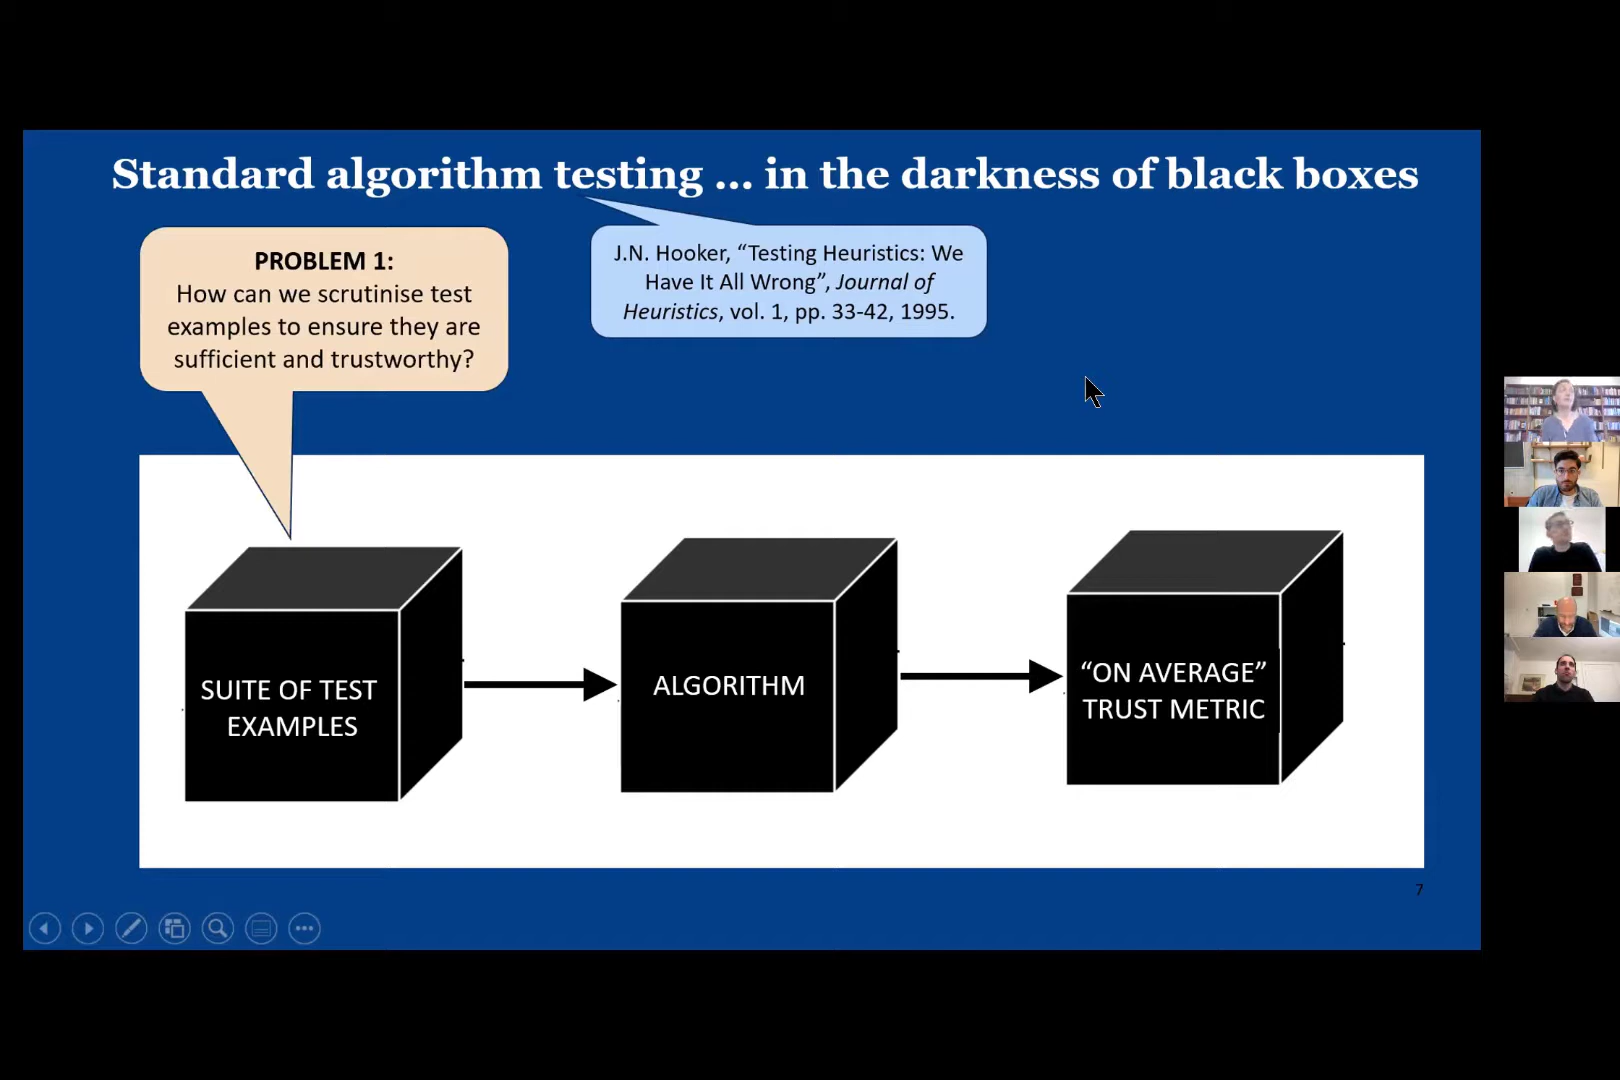 Standard algorithm testing ... in the darkness of black boxes
PROBLEM 1:
How can we scrutinise test
examples to ensure they are
sufficient and trustworthy?
J.N. Hooker, “Testing Heuristics: We
Have It All Wrong”, Journal of
Heuristics, vol. 1, pp. 33-42, 1995.
SUITE OF TEST
EXAMPLES
ALGORITHM
“ON AVERAGE”
TRUST METRIC
7